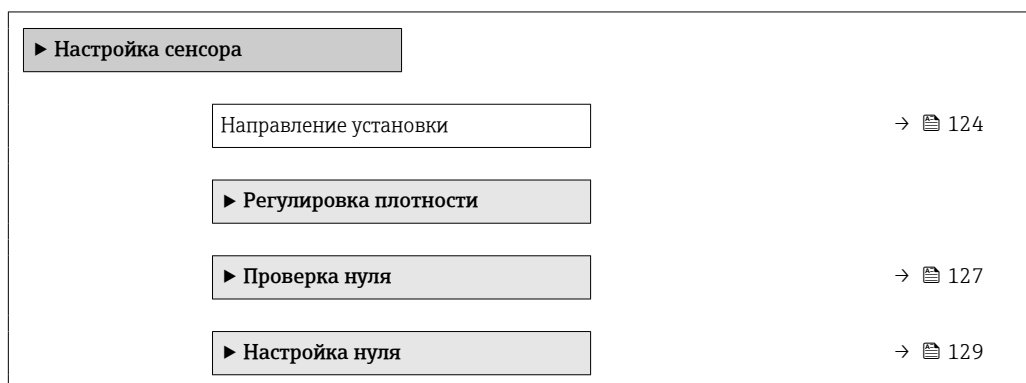 ▶ Настройка сенсора
Направление установки → 124
▶ Регулировка плотности
▶ Проверка нуля → 127
▶ Настройка нуля → 129